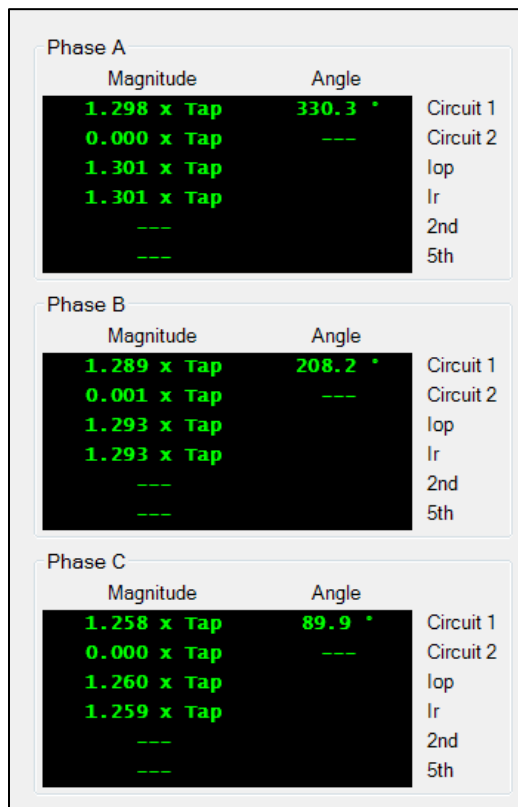 Phase A
Magnitude Angle
1.298 x Tap 330.3 ° Circuit 1
0.000 x Tap --- Circuit 2
1.301 x Tap Iop
1.301 x Tap Ir
--- 2nd
--- 5th
Phase B
Magnitude Angle
1.289 x Tap 208.2 ° Circuit 1
0.001 x Tap --- Circuit 2
1.293 x Tap Iop
1.293 x Tap Ir
--- 2nd
--- 5th
Phase C
Magnitude Angle
1.258 x Tap 89.9 ° Circuit 1
0.000 x Tap --- Circuit 2
1.260 x Tap Iop
1.259 x Tap Ir
--- 2nd
--- 5th